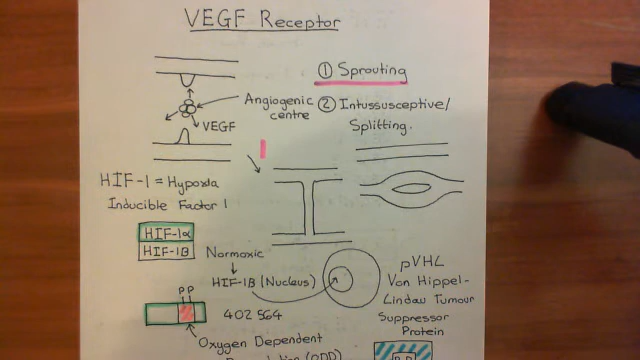 VEGF Receptor
① Sprouting
Angiogenic
centre
② Intussusceptive/
Splitting.
VEGF
HIF-1 = Hypoxia
Inducible Factor 1
HIF-1α
HIF-1β
Normoxic
HIF-1β (Nucleus)
pVHL
Von Hippel-
Lindau Tumour
Suppressor
Protein
P P
402 564
Oxygen Dependent
(ODD)